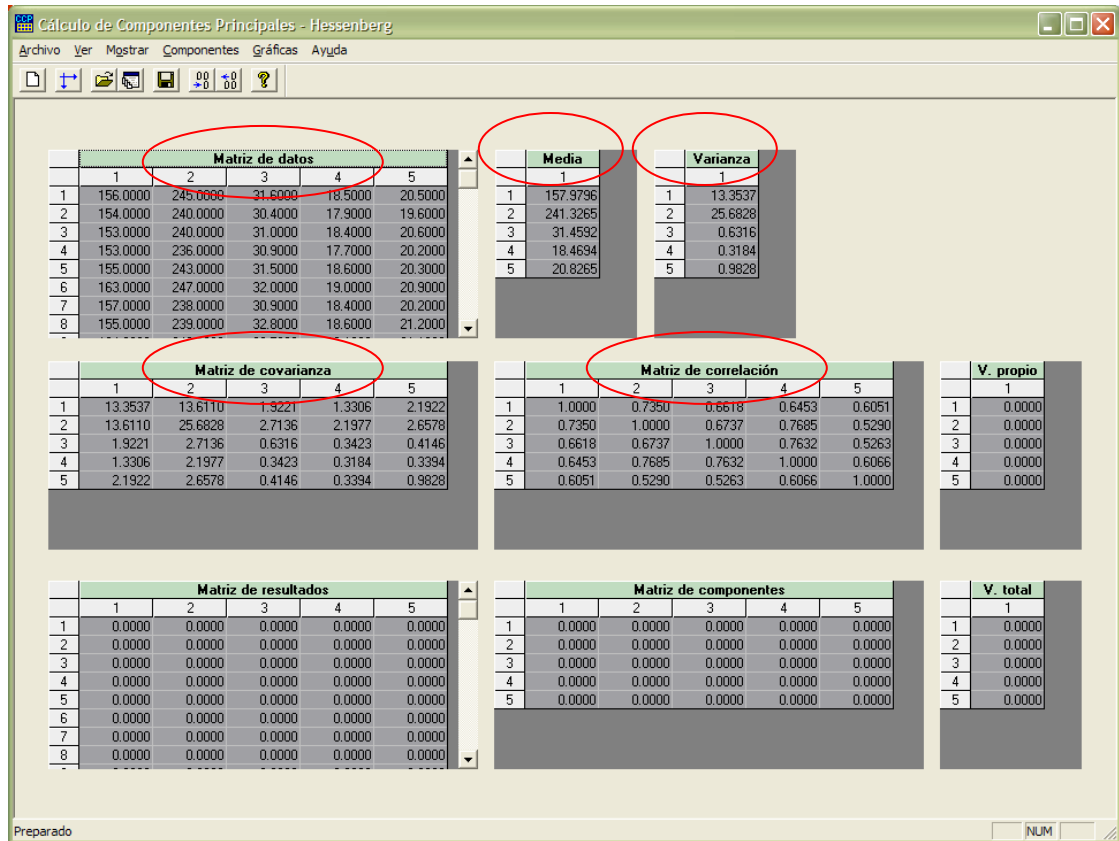 Cálculo de Componentes Principales - Hessenberg
Archivo Ver Mostrar Componentes Gráficas Ayuda
Matriz de datos
1 2 3 4 5
1 156.0000 245.0000 31.6000 18.5000 20.5000
2 154.0000 240.0000 30.4000 17.9000 19.6000
3 153.0000 240.0000 31.0000 18.4000 20.6000
4 153.0000 236.0000 30.9000 17.7000 20.2000
5 155.0000 243.0000 31.5000 18.6000 20.3000
6 163.0000 247.0000 32.0000 19.0000 20.9000
7 157.0000 238.0000 30.9000 18.4000 20.2000
8 155.0000 239.0000 32.8000 18.6000 21.2000
Media
1
1 157.9796
2 241.3265
3 31.4592
4 18.4694
5 20.8265
Varianza
1
1 13.3537
2 25.6828
3 0.6316
4 0.3184
5 0.9828
Matriz de covarianza
1 2 3 4 5
1 13.3537 13.6110 1.9221 1.3306 2.1922
2 13.6110 25.6828 2.7136 2.1977 2.6578
3 1.9221 2.7136 0.6316 0.3423 0.4146
4 1.3306 2.1977 0.3423 0.3184 0.3394
5 2.1922 2.6578 0.4146 0.3394 0.9828
Matriz de correlación
1 2 3 4 5
1 1.0000 0.7350 0.6618 0.6453 0.6051
2 0.7350 1.0000 0.6737 0.7685 0.5290
3 0.6618 0.6737 1.0000 0.7632 0.5263
4 0.6453 0.7685 0.7632 1.0000 0.6066
5 0.6051 0.5290 0.5263 0.6066 1.0000
V. propio
1
1 0.0000
2 0.0000
3 0.0000
4 0.0000
5 0.0000
Matriz de resultados
1 2 3 4 5
1 0.0000 0.0000 0.0000 0.0000 0.0000
2 0.0000 0.0000 0.0000 0.0000 0.0000
3 0.0000 0.0000 0.0000 0.0000 0.0000
4 0.0000 0.0000 0.0000 0.0000 0.0000
5 0.0000 0.0000 0.0000 0.0000 0.0000
6 0.0000 0.0000 0.0000 0.0000 0.0000
7 0.0000 0.0000 0.0000 0.0000 0.0000
8 0.0000 0.0000 0.0000 0.0000 0.0000
Matriz de componentes
1 2 3 4 5
1 0.0000 0.0000 0.0000 0.0000 0.0000
2 0.0000 0.0000 0.0000 0.0000 0.0000
3 0.0000 0.0000 0.0000 0.0000 0.0000
4 0.0000 0.0000 0.0000 0.0000 0.0000
5 0.0000 0.0000 0.0000 0.0000 0.0000
V. total
1
1 0.0000
2 0.0000
3 0.0000
4 0.0000
5 0.0000
Preparado
NUM